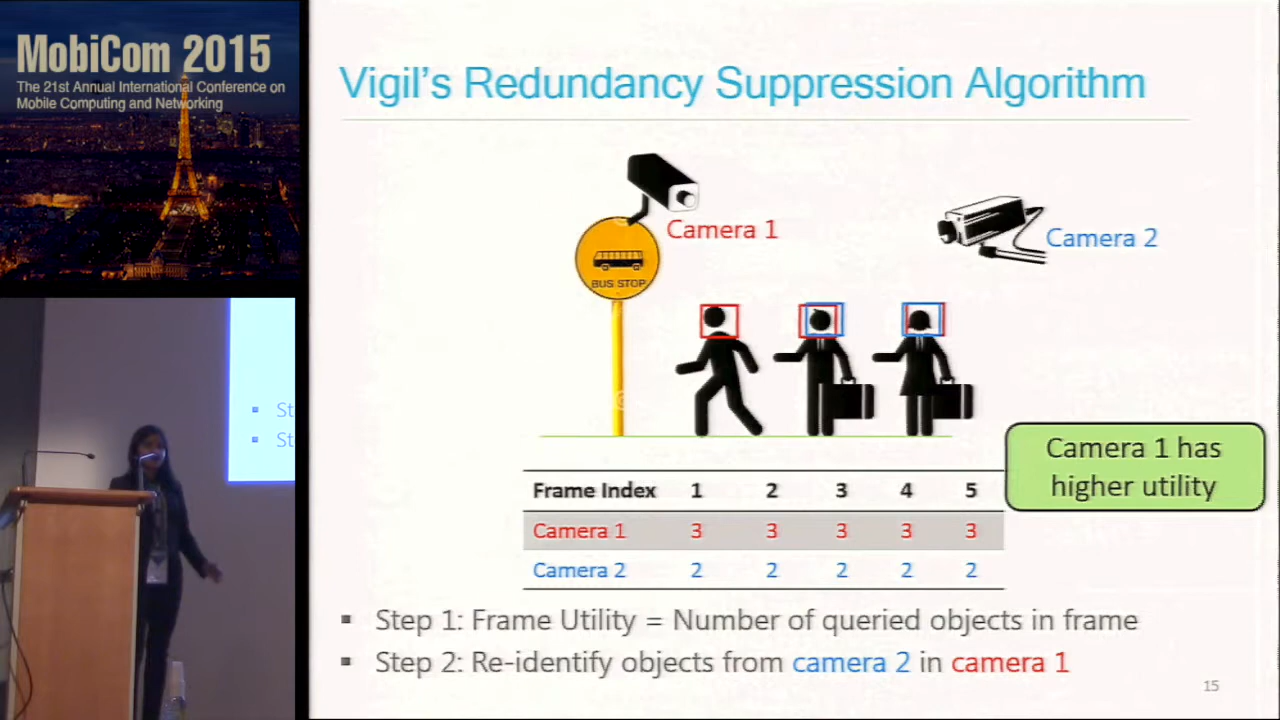 MobiCom 2015
The 21st Annual International Conference on
Mobile Computing and Networking
Vigil's Redundancy Suppression Algorithm
Camera 1
Camera 2
BUS STOP
Camera 1 has
higher utility
Frame Index 1 2 3 4 5
Camera 1 3 3 3 3 3
Camera 2 2 2 2 2 2
▪ Step 1: Frame Utility = Number of queried objects in frame
▪ Step 2: Re-identify objects from camera 2 in camera 1
15
▪ St
▪ St